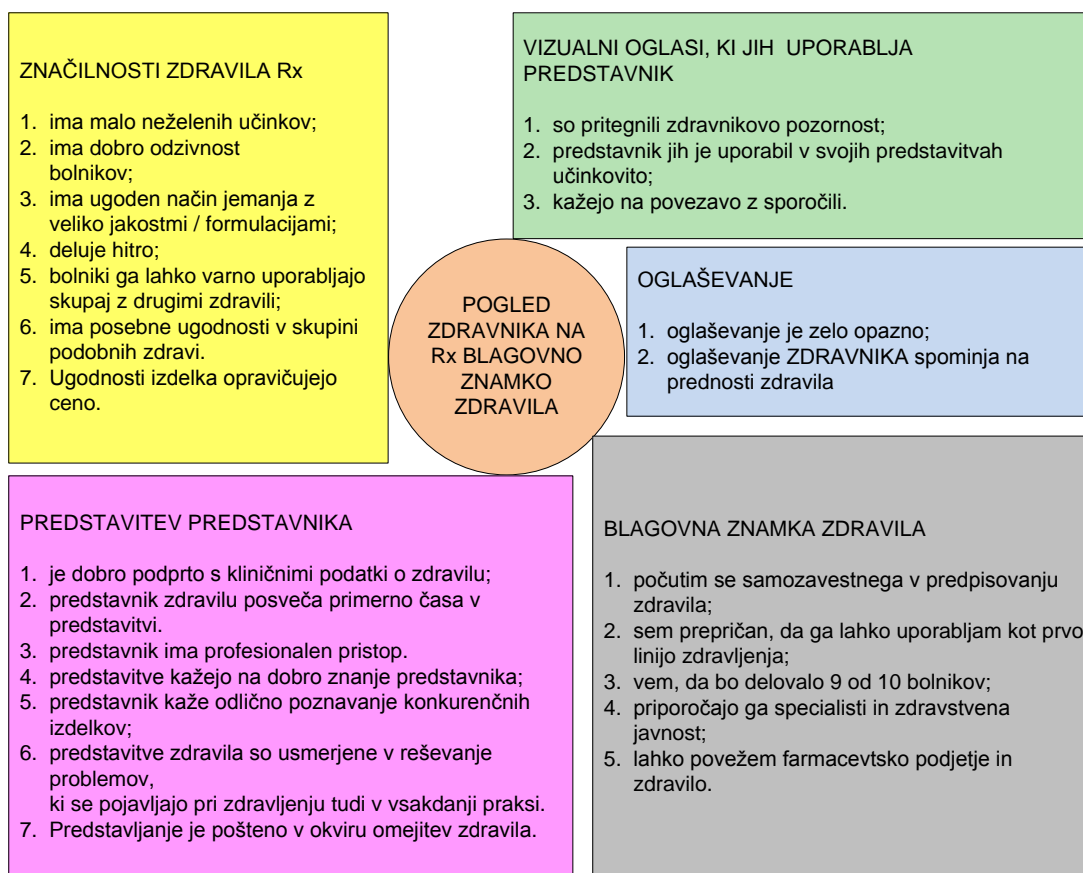 ZNAČILNOSTI ZDRAVILA Rx
1. ima malo neželenih učinkov;
2. ima dobro odzivnost
bolnikov;
3. ima ugoden način jemanja z
veliko jakostmi / formulacijami;
4. deluje hitro;
5. bolniki ga lahko varno uporabljajo
skupaj z drugimi zdravili;
6. ima posebne ugodnosti v skupini
podobnih zdravi.
7. Ugodnosti izdelka opravičujejo
ceno.
VIZUALNI OGLASI, KI JIH  UPORABLJA
PREDSTAVNIK
1. so pritegnili zdravnikovo pozornost;
2. predstavnik jih je uporabil v svojih predstavitvah
učinkovito;
3. kažejo na povezavo z sporočili.
OGLAŠEVANJE
1. oglaševanje je zelo opazno;
2. oglaševanje ZDRAVNIKA spominja na
prednosti zdravila
POGLED
ZDRAVNIKA NA
Rx BLAGOVNO
ZNAMKO
ZDRAVILA
PREDSTAVITEV PREDSTAVNIKA
1. je dobro podprto s kliničnimi podatki o zdravilu;
2. predstavnik zdravilu posveča primerno časa v
predstavitvi.
3. predstavnik ima profesionalen pristop.
4. predstavitve kažejo na dobro znanje predstavnika;
5. predstavnik kaže odlično poznavanje konkurenčnih
izdelkov;
6. predstavitve zdravila so usmerjene v reševanje
problemov,
ki se pojavljajo pri zdravljenju tudi v vsakdanji praksi.
7. Predstavljanje je pošteno v okviru omejitev zdravila.
BLAGOVNA ZNAMKA ZDRAVILA
1. počutim se samozavestnega v predpisovanju
zdravila;
2. sem prepričan, da ga lahko uporabljam kot prvo
linijo zdravljenja;
3. vem, da bo delovalo 9 od 10 bolnikov;
4. priporočajo ga specialisti in zdravstvena
javnost;
5. lahko povežem farmacevtsko podjetje in
zdravilo.